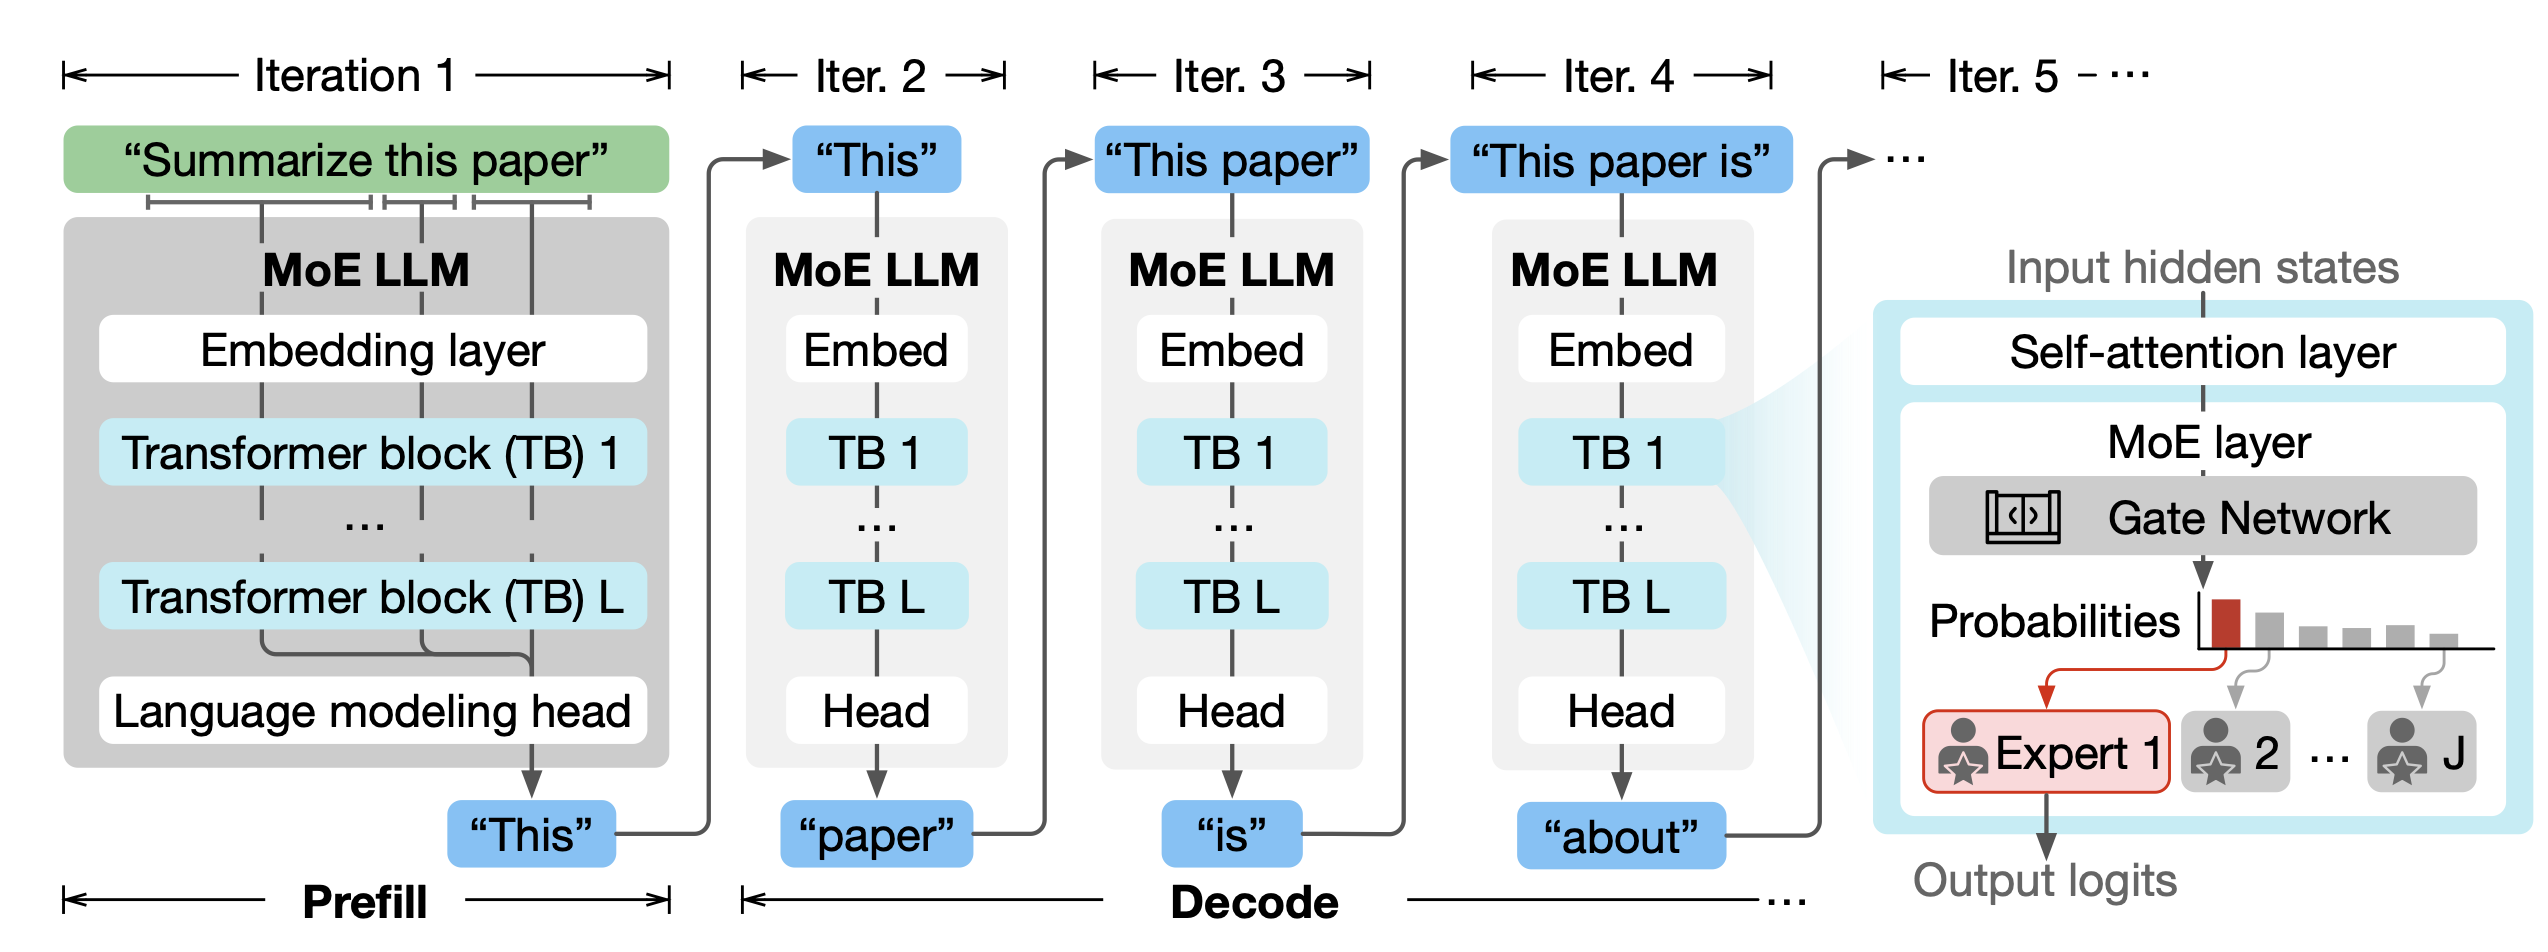 Iteration 1
Iter. 2
Iter. 3
Iter. 4
Iter. 5 - ...
“Summarize this paper”
“This”
“This paper”
“This paper is”
...
MoE LLM
Embedding layer
Transformer block (TB) 1
...
Transformer block (TB) L
Language modeling head
“This”
MoE LLM
Embed
TB 1
...
TB L
Head
“paper”
MoE LLM
Embed
TB 1
...
TB L
Head
“is”
MoE LLM
Embed
TB 1
...
TB L
Head
“about”
Input hidden states
Self-attention layer
MoE layer
Gate Network
Probabilities
Expert 1
2
...
J
Output logits
Prefill
Decode
...